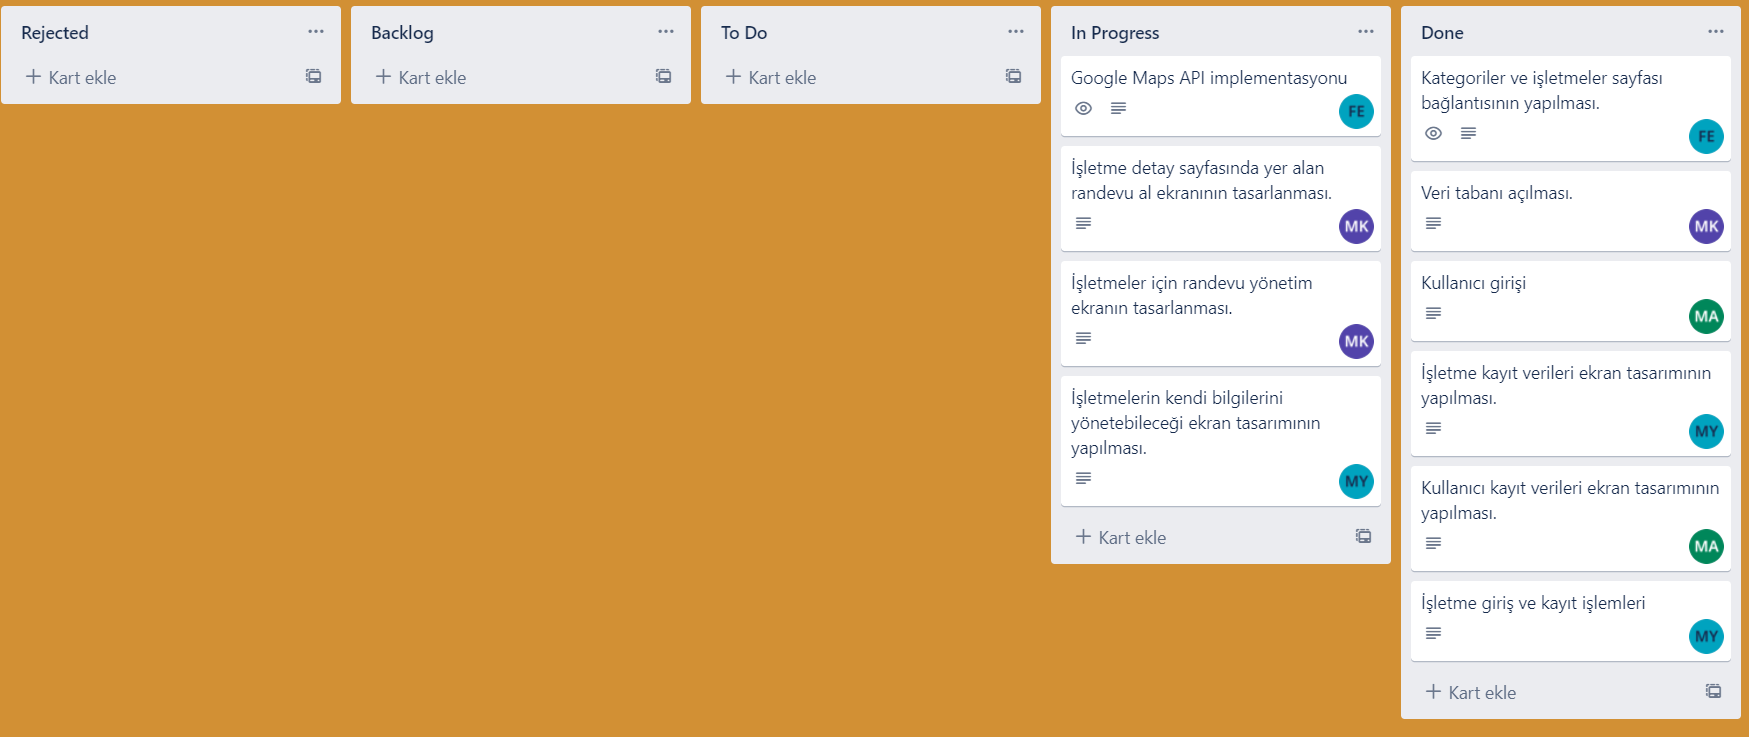 Rejected
Kart ekle
Backlog
Kart ekle
To Do
Kart ekle
In Progress
Google Maps API implementasyonu
FE
İşletme detay sayfasında yer alan
randevu al ekranının tasarlanması.
MK
İşletmeler için randevu yönetim
ekranın tasarlanması.
MK
İşletmelerin kendi bilgilerini
yönetebileceği ekran tasarımının
yapılması.
MY
Kart ekle
Done
Kategoriler ve işletmeler sayfası
bağlantısının yapılması.
FE
Veri tabanı açılması.
MK
Kullanıcı girişi
MA
İşletme kayıt verileri ekran tasarımının
yapılması.
MY
Kullanıcı kayıt verileri ekran tasarımının
yapılması.
MA
İşletme giriş ve kayıt işlemleri
MY
Kart ekle